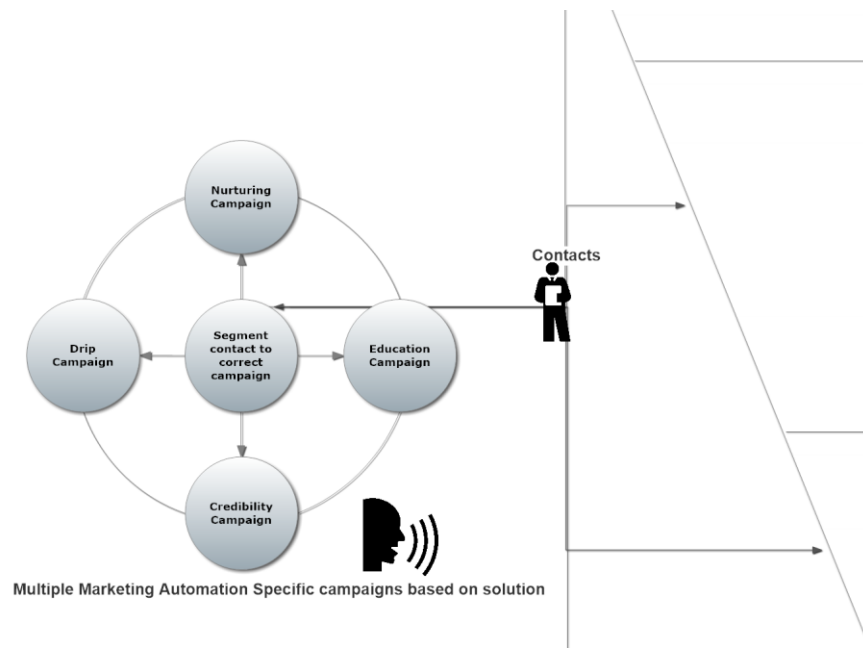 Nurturing
Campaign
Contacts
Drip
Campaign
Segment
contact to
correct
campaign
Education
Campaign
Credibility
Campaign
Multiple Marketing Automation Specific campaigns based on solution